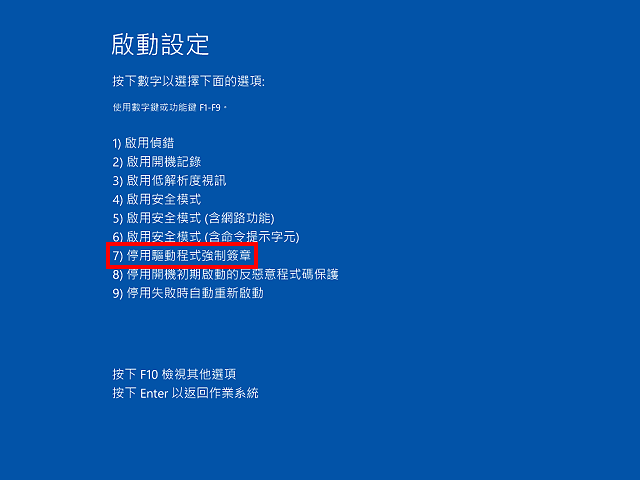 啟動設定
按下數字以選擇下面的選項:
使用數字鍵或功能鍵 F1-F9。
1) 啟用偵錯
2) 啟用開機記錄
3) 啟用低解析度視訊
4) 啟用安全模式
5) 啟用安全模式 (含網路功能)
6) 啟用安全模式 (含命令提示字元)
7) 停用驅動程式強制簽章
8) 停用開機初期啟動的反惡意程式碼保護
9) 停用失敗時自動重新啟動
按下 F10 檢視其他選項
按下 Enter 以返回作業系統